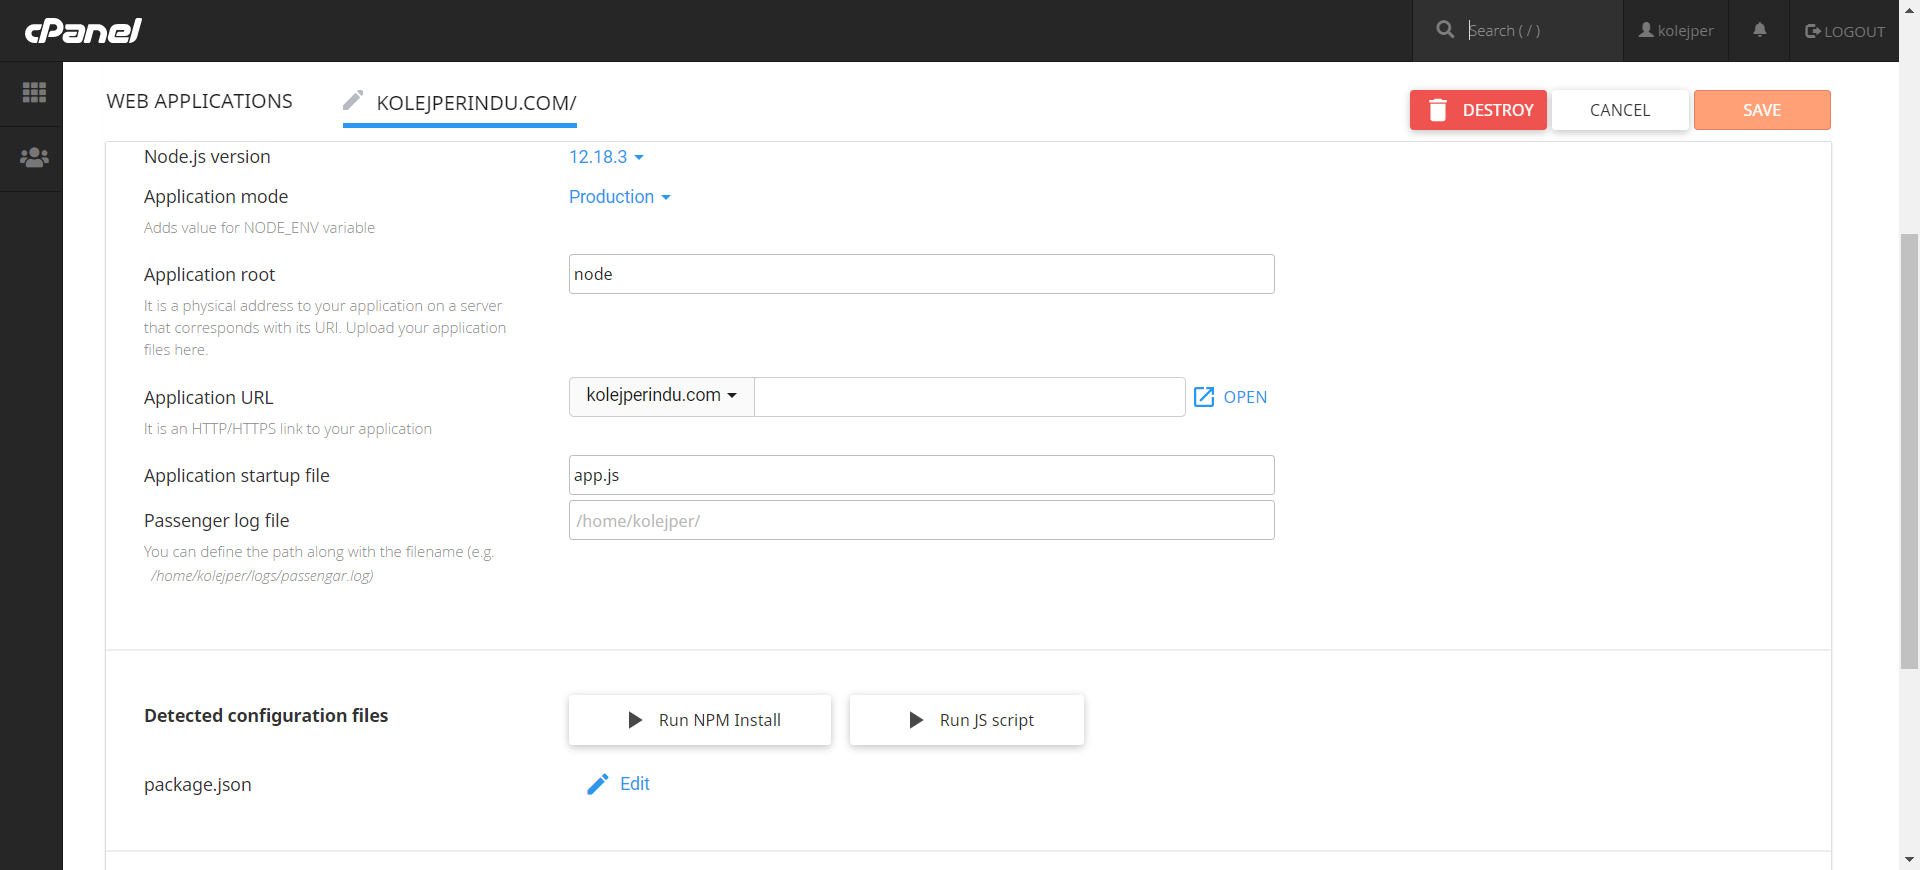 cPanel
Search ( / )
kolejper
LOGOUT
WEB APPLICATIONS
KOLEJPERINDU.COM/
DESTROY
CANCEL
SAVE
Node.js version
12.18.3
Application mode
Production
Adds value for NODE_ENV variable
Application root
node
It is a physical address to your application on a server
that corresponds with its URI. Upload your application
files here.
Application URL
kolejperindu.com
OPEN
It is an HTTP/HTTPS link to your application
Application startup file
app.js
Passenger log file
/home/kolejper/
You can define the path along with the filename (e.g.
/home/kolejper/logs/passengar.log)
Detected configuration files
Run NPM Install
Run JS script
package.json
Edit